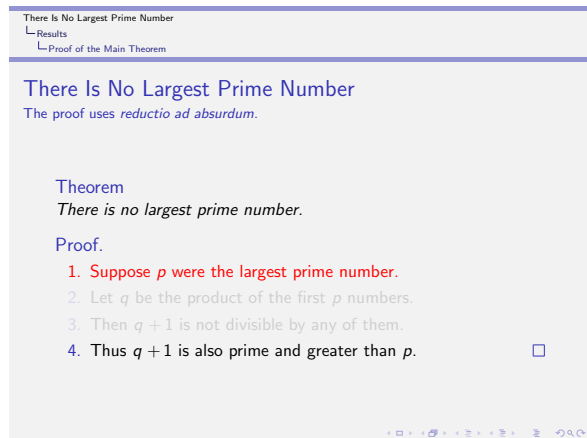 There Is No Largest Prime Number
Results
Proof of the Main Theorem
There Is No Largest Prime Number
The proof uses reductio ad absurdum.
Theorem
There is no largest prime number.
Proof.
1. Suppose p were the largest prime number.
2. Let q be the product of the first p numbers.
3. Then q + 1 is not divisible by any of them.
4. Thus q + 1 is also prime and greater than p. □